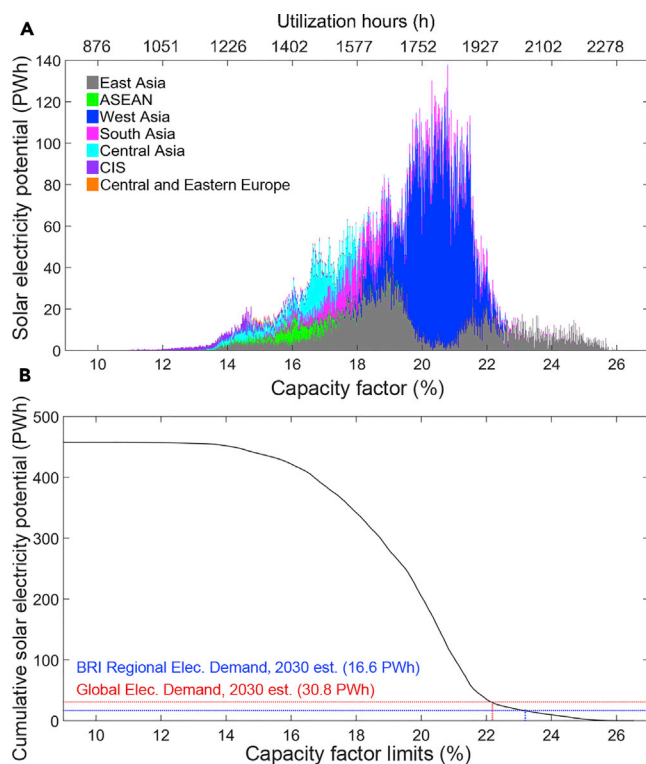 A
Utilization hours (h)
876 1051 1226 1402 1577 1752 1927 2102 2278
Solar electricity potential (PWh)
140
120
100
80
60
40
20
0
East Asia
ASEAN
West Asia
South Asia
Central Asia
CIS
Central and Eastern Europe
10 12 14 16 18 20 22 24 26
Capacity factor (%)
B
Cumulative solar electricity potential (PWh)
500
400
300
200
100
0
BRI Regional Elec. Demand, 2030 est. (16.6 PWh)
Global Elec. Demand, 2030 est. (30.8 PWh)
10 12 14 16 18 20 22 24 26
Capacity factor limits (%)